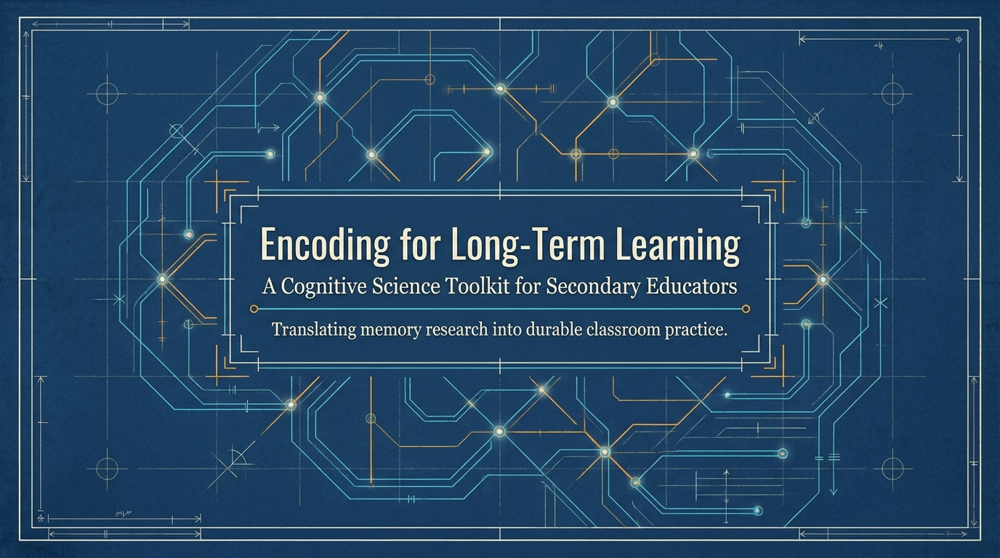 Encoding for Long-Term Learning
A Cognitive Science Toolkit for Secondary Educators
Translating memory research into durable classroom practice.